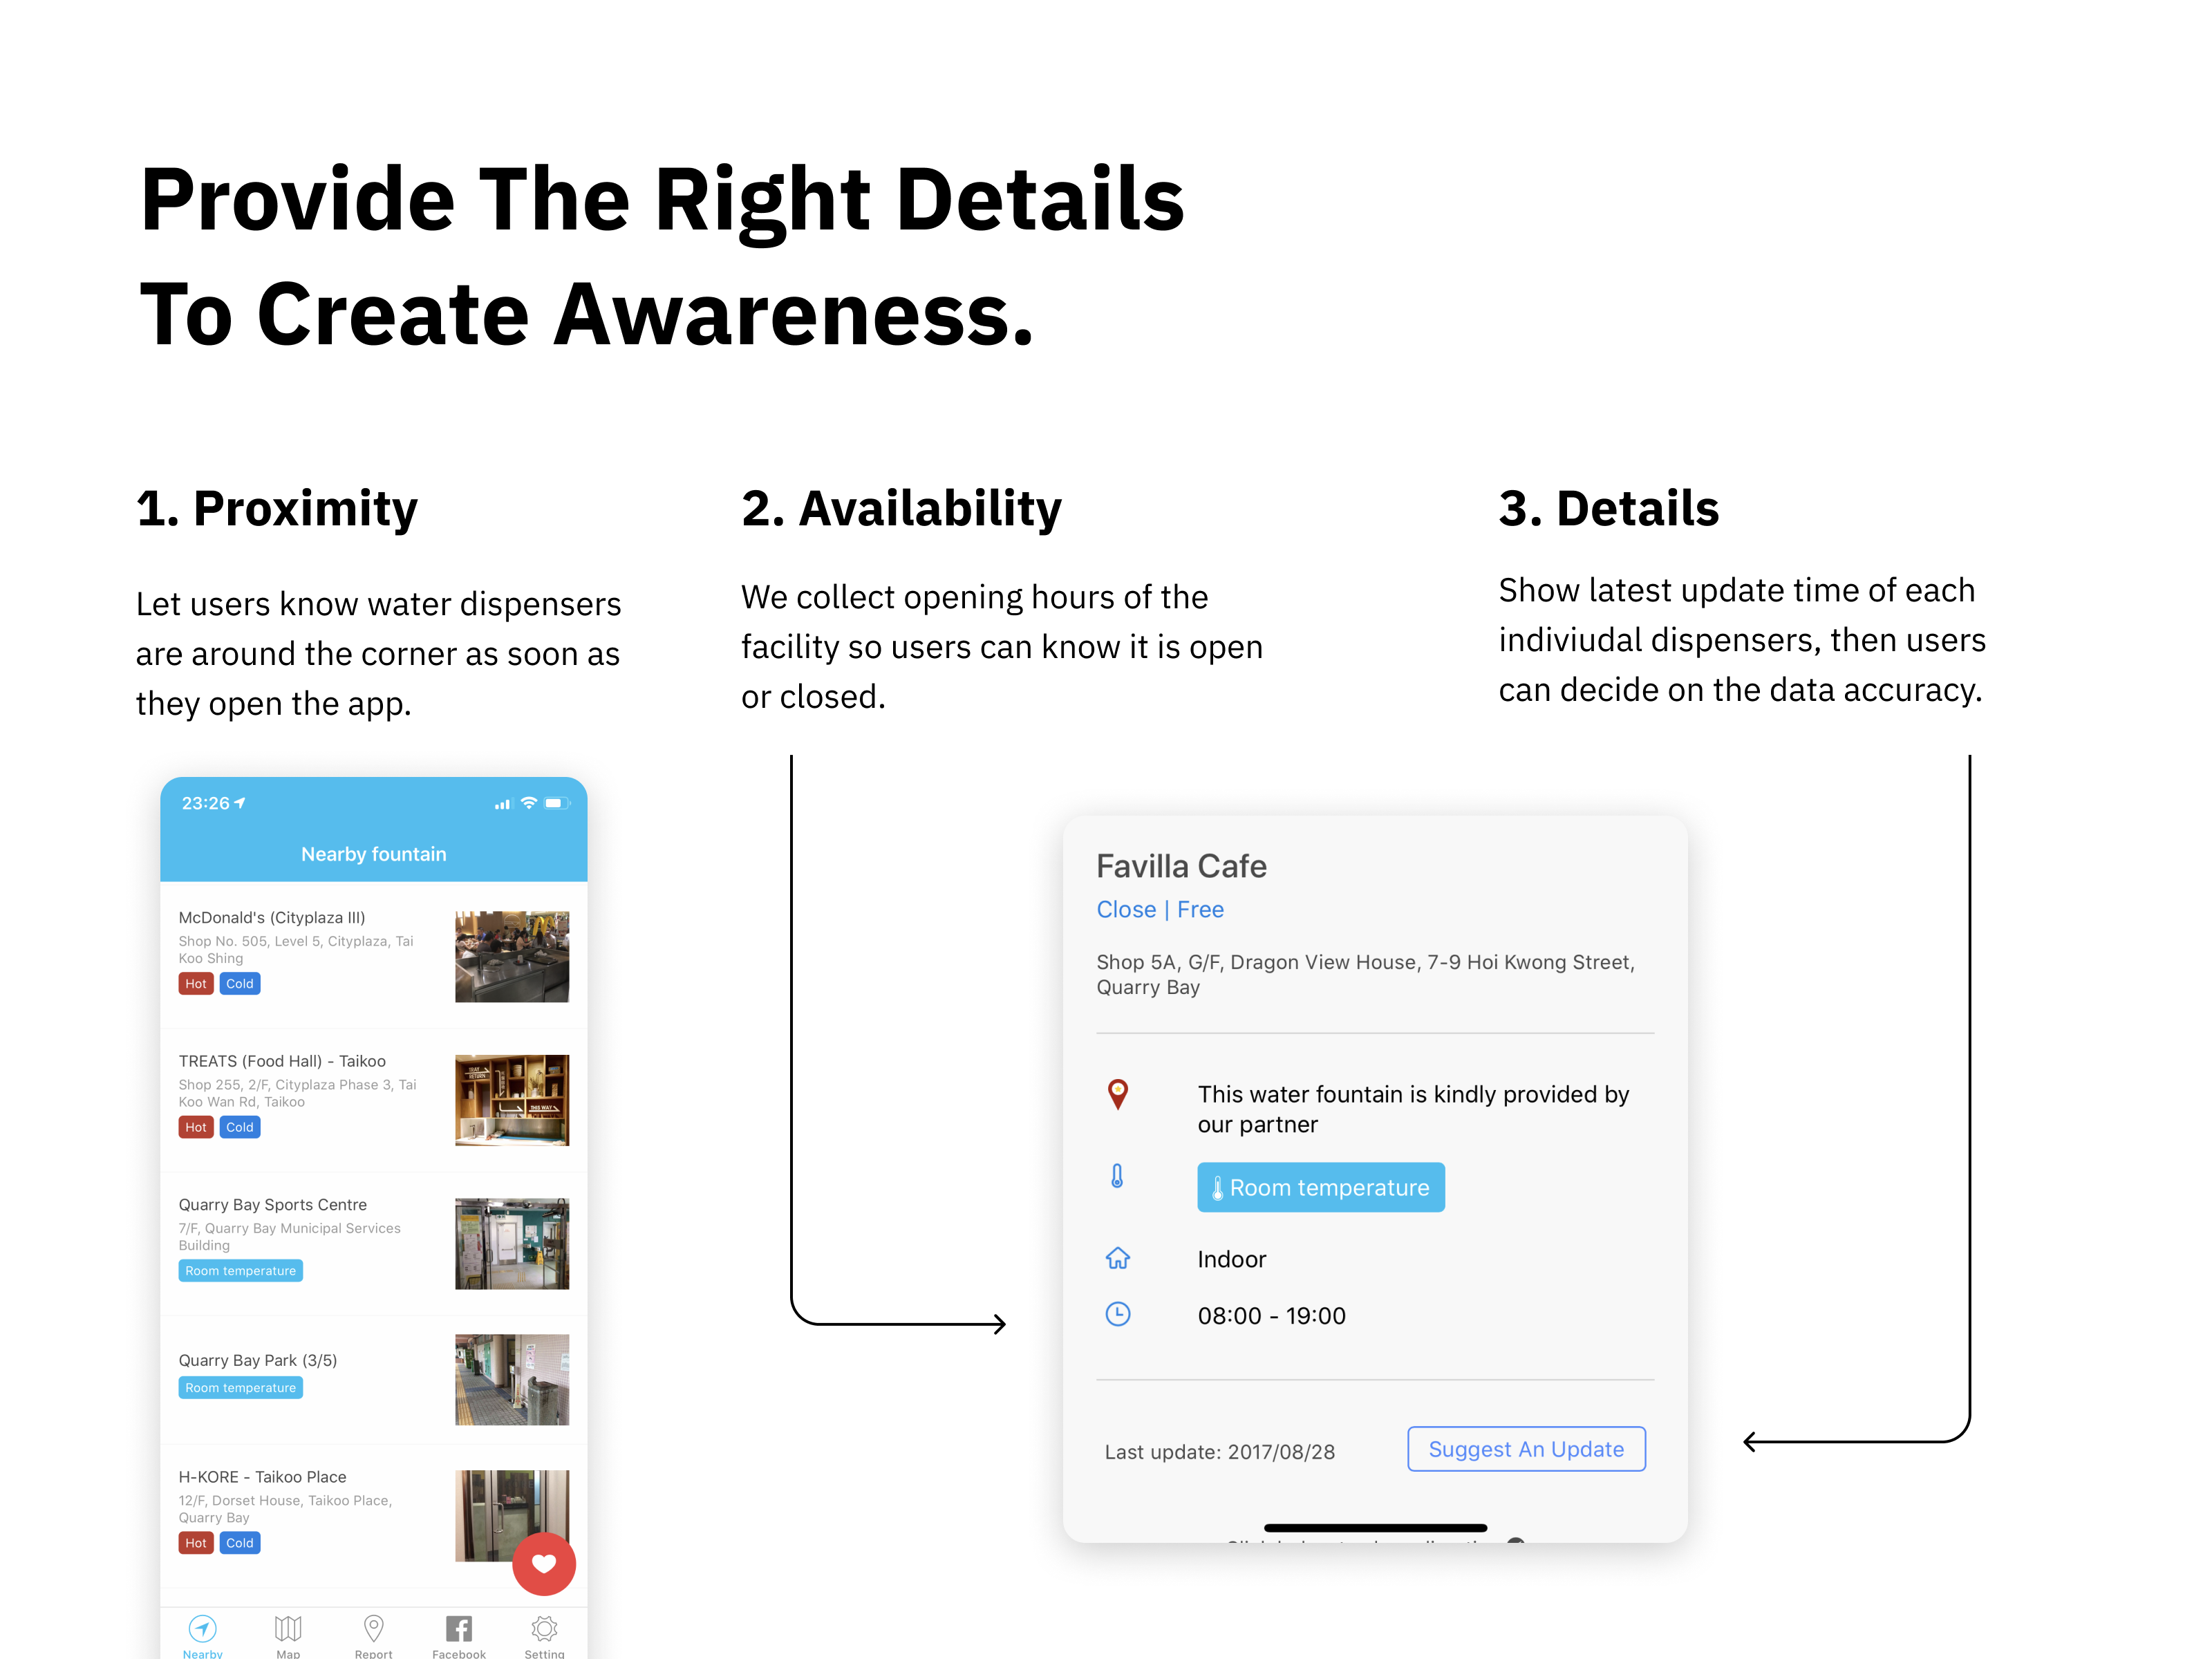 Provide The Right Details
To Create Awareness.
1. Proximity
Let users know water dispensers
are around the corner as soon as
they open the app.
2. Availability
We collect opening hours of the
facility so users can know it is open
or closed.
3. Details
Show latest update time of each
indiviudal dispensers, then users
can decide on the data accuracy.
23:26
Nearby fountain
McDonald's (Cityplaza III)
Shop No. 505, Level 5, Cityplaza, Tai
Koo Shing
Hot Cold
TREATS (Food Hall) - Taikoo
Shop 255, 2/F, Cityplaza Phase 3, Tai
Koo Wan Rd, Taikoo
Hot Cold
TRAY
RETURN
THIS WAY
Quarry Bay Sports Centre
7/F, Quarry Bay Municipal Services
Building
Room temperature
Quarry Bay Park (3/5)
Room temperature
H-KORE - Taikoo Place
12/F, Dorset House, Taikoo Place,
Quarry Bay
Hot Cold
Nearby Map Report Facebook Setting
Favilla Cafe
Close | Free
Shop 5A, G/F, Dragon View House, 7-9 Hoi Kwong Street,
Quarry Bay
This water fountain is kindly provided by
our partner
Room temperature
Indoor
08:00 - 19:00
Last update: 2017/08/28
Suggest An Update